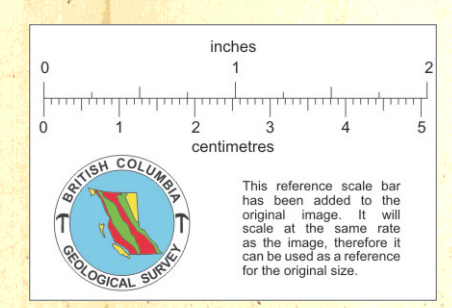 inches
0 1 2
0 1 2 3 4 5
centimetres
BRITISH COLUMBIA
GEOLOGICAL SURVEY
This reference scale bar
has been added to the
original image. It will
scale at the same rate
as the image, therefore it
can be used as a reference
for the original size.